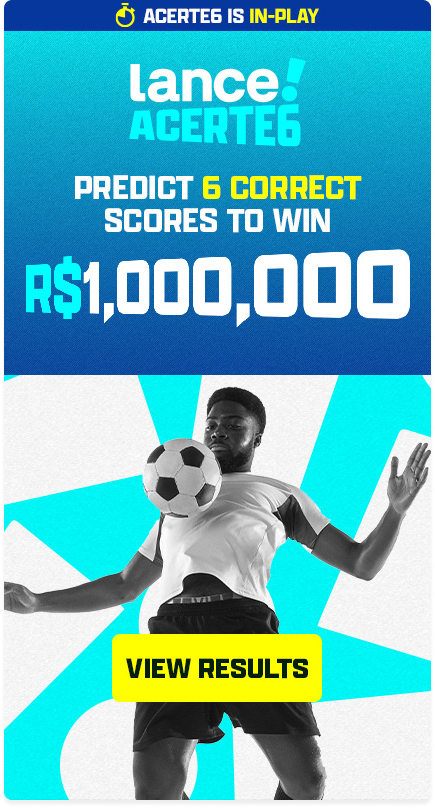 ACERTE6 IS IN-PLAY
lance!
ACERTE6
PREDICT 6 CORRECT
SCORES TO WIN
R$1,000,000
VIEW RESULTS